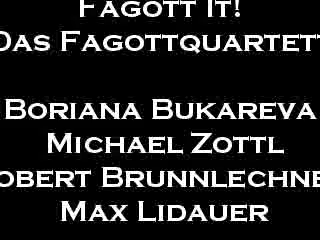 Fagott It!
Das Fagottquartett
Boriana Bukareva
Michael Zottl
obert Brunnlechne
Max Lidauer